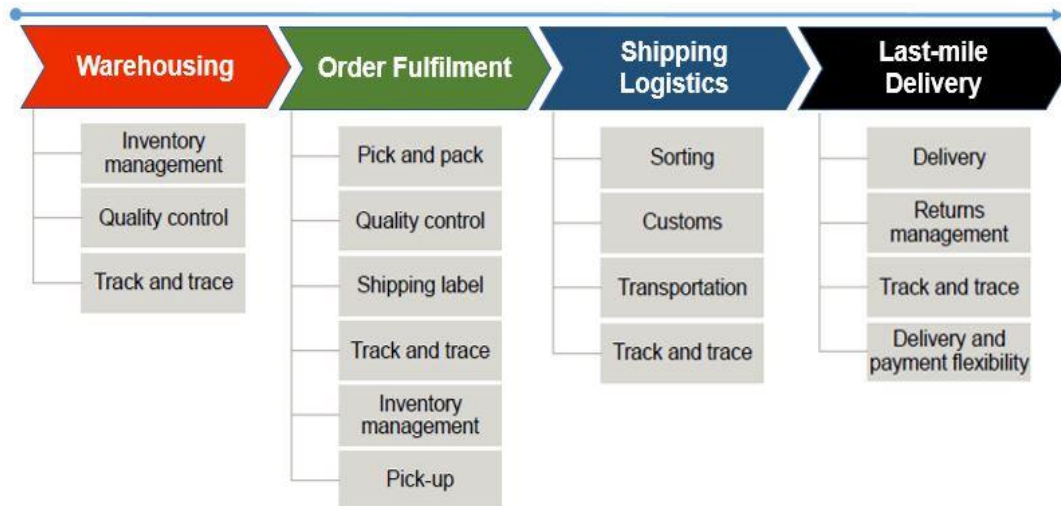 Warehousing
Inventory
management
Quality control
Track and trace
Order Fulfilment
Pick and pack
Quality control
Shipping label
Track and trace
Inventory
management
Pick-up
Shipping
Logistics
Sorting
Customs
Transportation
Track and trace
Last-mile
Delivery
Delivery
Returns
management
Track and trace
Delivery and
payment flexibility